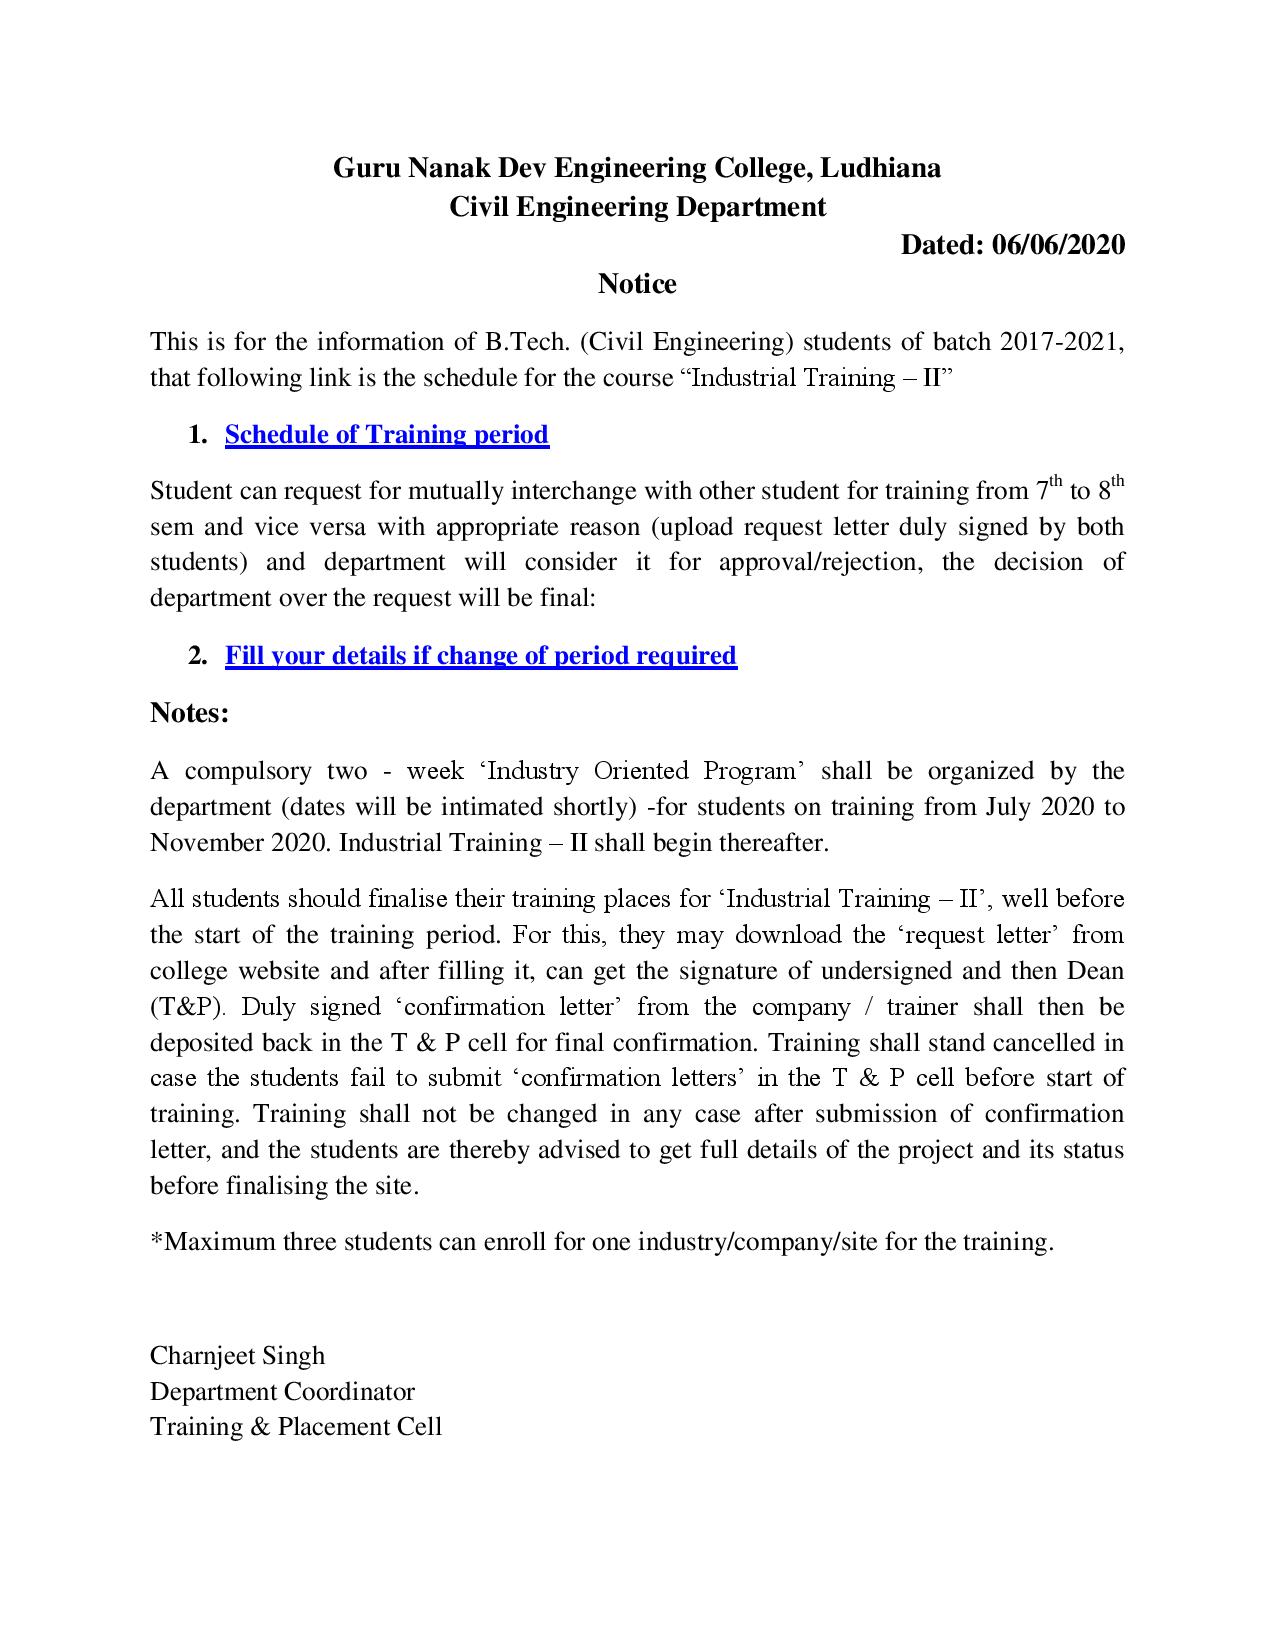 Guru Nanak Dev Engineering College, Ludhiana
Civil Engineering Department
Dated: 06/06/2020
Notice
This is for the information of B.Tech. (Civil Engineering) students of batch 2017-2021,
that following link is the schedule for the course “Industrial Training – II”
1. Schedule of Training period
Student can request for mutually interchange with other student for training from 7th to 8th
sem and vice versa with appropriate reason (upload request letter duly signed by both
students) and department will consider it for approval/rejection, the decision of
department over the request will be final:
2. Fill your details if change of period required
Notes:
A compulsory two - week ‘Industry Oriented Program’ shall be organized by the
department (dates will be intimated shortly) -for students on training from July 2020 to
November 2020. Industrial Training – II shall begin thereafter.
All students should finalise their training places for ‘Industrial Training – II’, well before
the start of the training period. For this, they may download the ‘request letter’ from
college website and after filling it, can get the signature of undersigned and then Dean
(T&P). Duly signed ‘confirmation letter’ from the company / trainer shall then be
deposited back in the T & P cell for final confirmation. Training shall stand cancelled in
case the students fail to submit ‘confirmation letters’ in the T & P cell before start of
training. Training shall not be changed in any case after submission of confirmation
letter, and the students are thereby advised to get full details of the project and its status
before finalising the site.
*Maximum three students can enroll for one industry/company/site for the training.
Charnjeet Singh
Department Coordinator
Training & Placement Cell